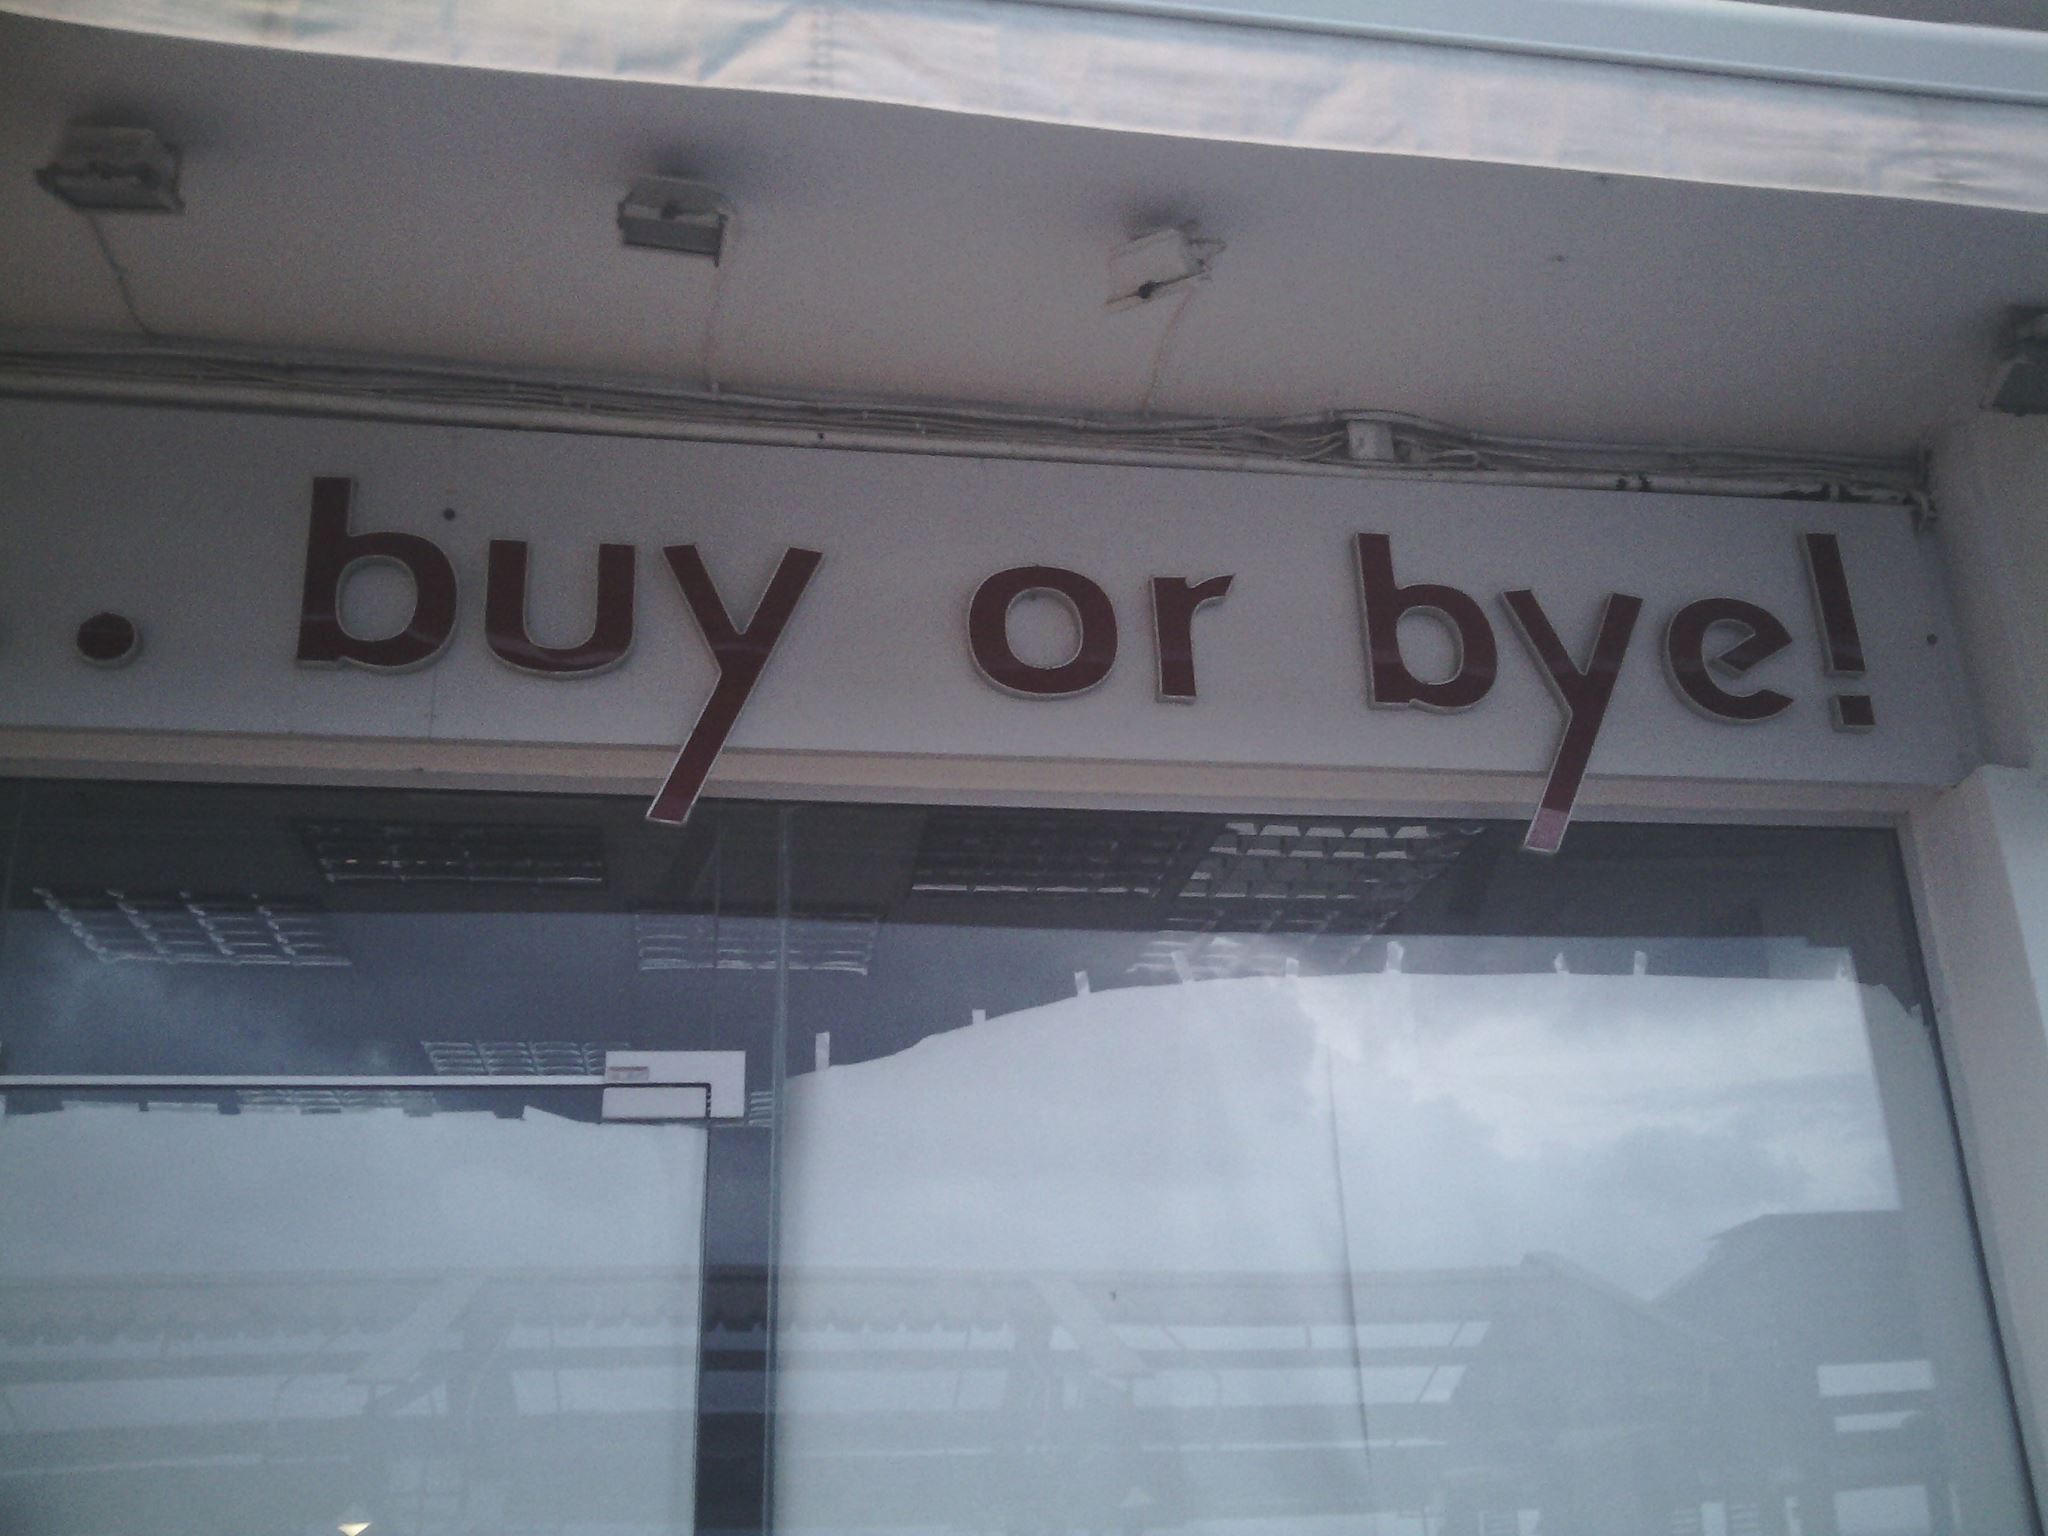 . buy or bye!